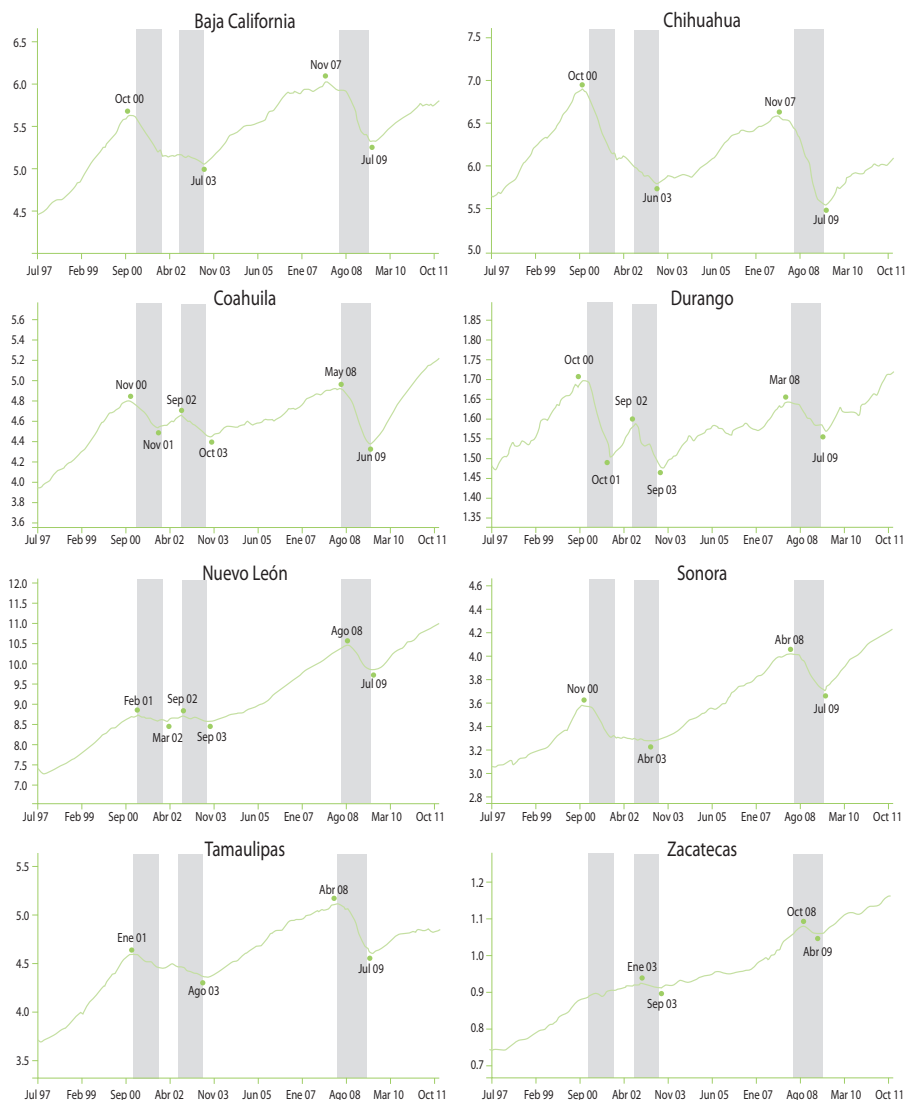 Baja California
6.5
6.0
5.5
5.0
4.5
Oct 00
Jul 03
Nov 07
Jul 09
Jul 97 Feb 99 Sep 00 Abr 02 Nov 03 Jun 05 Ene 07 Ago 08 Mar 10 Oct 11
Chihuahua
7.5
7.0
6.5
6.0
5.5
5.0
Oct 00
Jun 03
Nov 07
Jul 09
Jul 97 Feb 99 Sep 00 Abr 02 Nov 03 Jun 05 Ene 07 Ago 08 Mar 10 Oct 11
Coahuila
5.6
5.4
5.2
5.0
4.8
4.6
4.4
4.2
4.0
3.8
3.6
Nov 00
Nov 01
Sep 02
Oct 03
May 08
Jun 09
Jul 97 Feb 99 Sep 00 Abr 02 Nov 03 Jun 05 Ene 07 Ago 08 Mar 10 Oct 11
Durango
1.85
1.80
1.75
1.70
1.65
1.60
1.55
1.50
1.45
1.40
1.35
Oct 00
Oct 01
Sep 02
Sep 03
Mar 08
Jul 09
Jul 97 Feb 99 Sep 00 Abr 02 Nov 03 Jun 05 Ene 07 Ago 08 Mar 10 Oct 11
Nuevo León
12.0
11.5
11.0
10.5
10.0
9.5
9.0
8.5
8.0
7.5
7.0
Feb 01
Mar 02
Sep 02
Sep 03
Ago 08
Jul 09
Jul 97 Feb 99 Sep 00 Abr 02 Nov 03 Jun 05 Ene 07 Ago 08 Mar 10 Oct 11
Sonora
4.6
4.4
4.2
4.0
3.8
3.6
3.4
3.2
3.0
2.8
Nov 00
Abr 03
Abr 08
Jul 09
Jul 97 Feb 99 Sep 00 Abr 02 Nov 03 Jun 05 Ene 07 Ago 08 Mar 10 Oct 11
Tamaulipas
5.5
5.0
4.5
4.0
3.5
Ene 01
Ago 03
Abr 08
Jul 09
Jul 97 Feb 99 Sep 00 Abr 02 Nov 03 Jun 05 Ene 07 Ago 08 Mar 10 Oct 11
Zacatecas
1.2
1.1
1.0
0.9
0.8
0.7
Ene 03
Sep 03
Oct 08
Abr 09
Jul 97 Feb 99 Sep 00 Abr 02 Nov 03 Jun 05 Ene 07 Ago 08 Mar 10 Oct 11